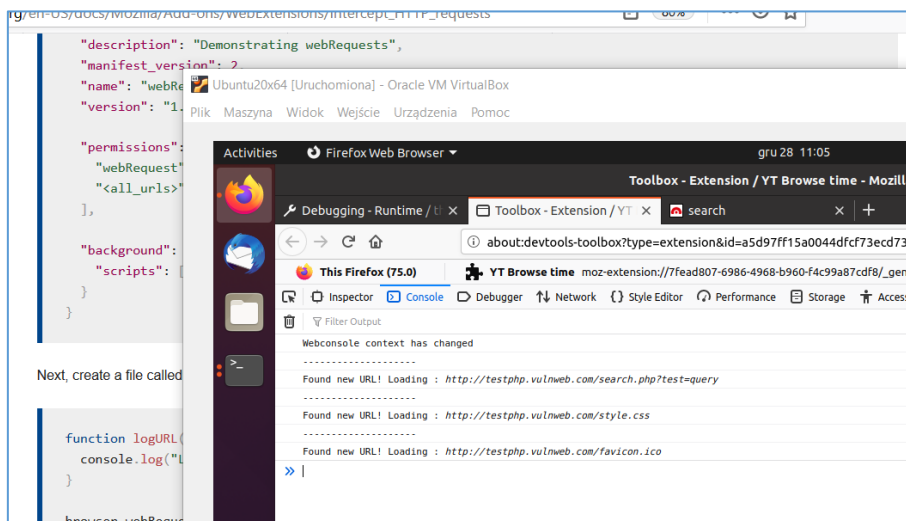 rg/en-US/docs/Mozilla/Add-ons/WebExtensions/Intercept_HTTP_requests 80%
"description": "Demonstrating webRequests",
"manifest_version": 2,
"name": "webRe
"version": "1.
"permissions":
"webRequest"
"<all_urls>"
],
"background":
"scripts": [
}
}
Next, create a file called
function logURL(
console.log("L
}
browser.webReque
Ubuntu20x64 [Uruchomiona] - Oracle VM VirtualBox
Plik Maszyna Widok Wejście Urządzenia Pomoc
Activities Firefox Web Browser gru 28 11:05
Toolbox - Extension / YT Browse time - Mozill
Debugging - Runtime / t Toolbox - Extension / YT search
about:devtools-toolbox?type=extension&id=a5d97ff15a0044dfcf73ecd73
This Firefox (75.0) YT Browse time moz-extension://7fead807-6986-4968-b960-f4c99a87cdf8/_gen
Inspector Console Debugger Network {} Style Editor Performance Storage Access
Filter Output
Webconsole context has changed
-------------------
Found new URL! Loading : http://testphp.vulnweb.com/search.php?test=query
-------------------
Found new URL! Loading : http://testphp.vulnweb.com/style.css
-------------------
Found new URL! Loading : http://testphp.vulnweb.com/favicon.ico
»